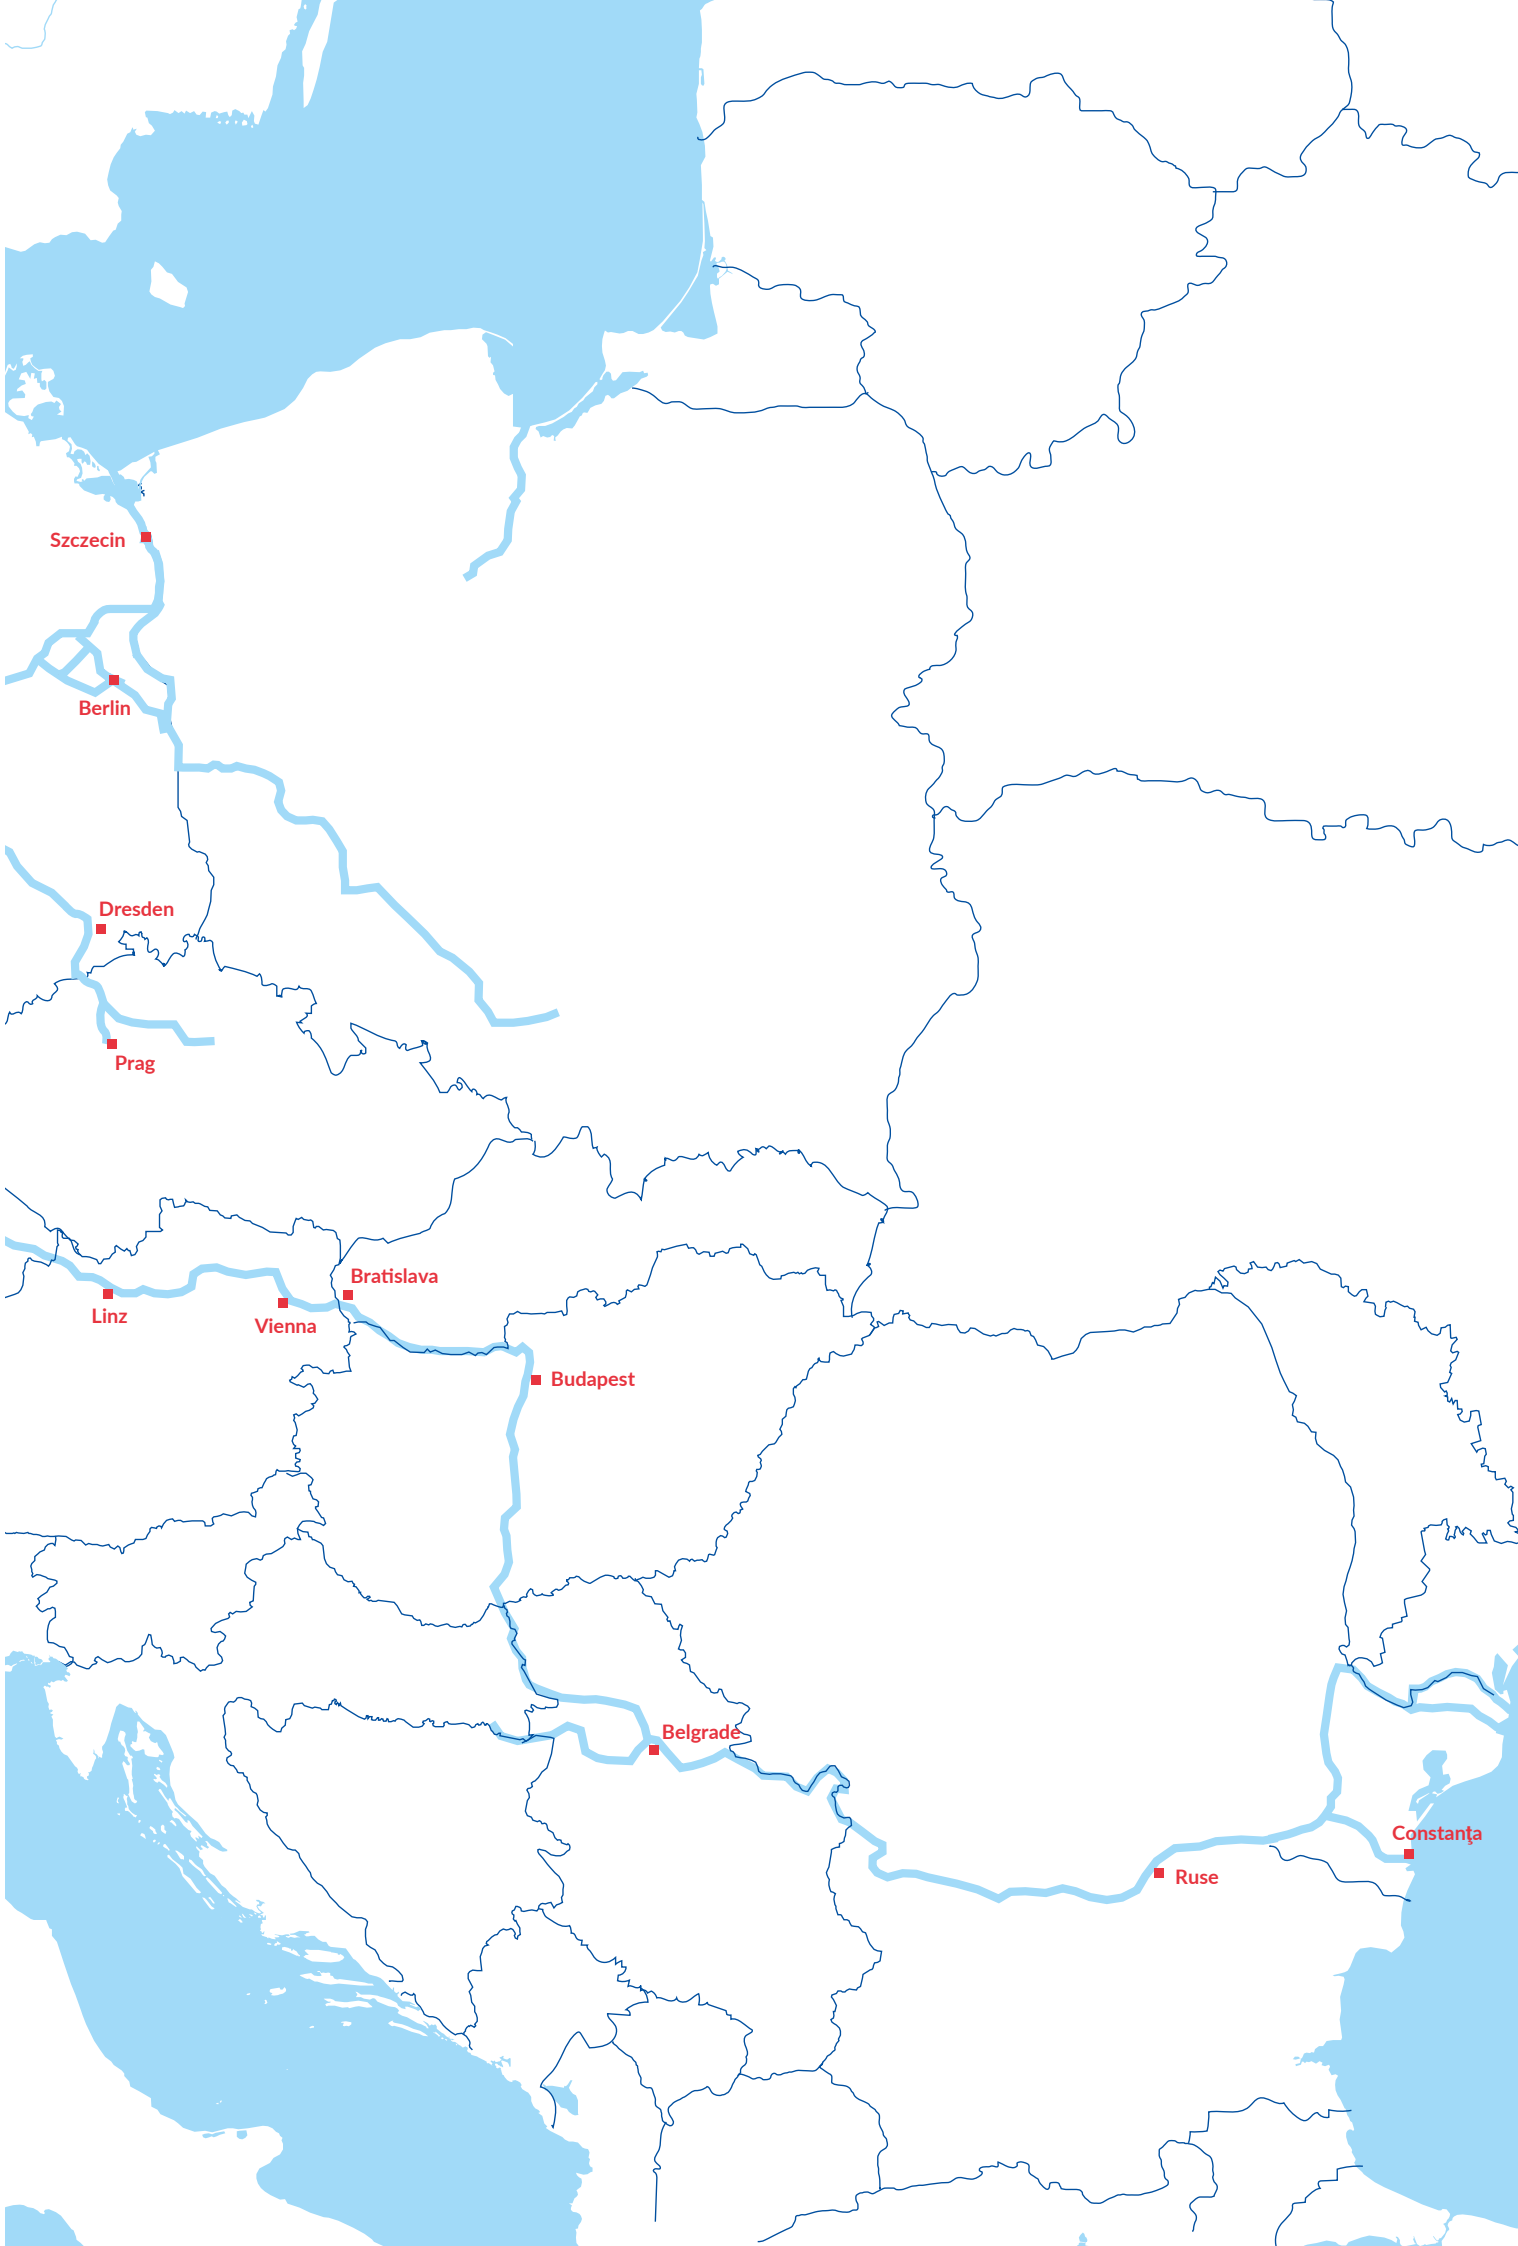 Szczecin
Berlin
Dresden
Prag
Bratislava
Linz
Vienna
Budapest
Belgrade
Constanţa
Ruse